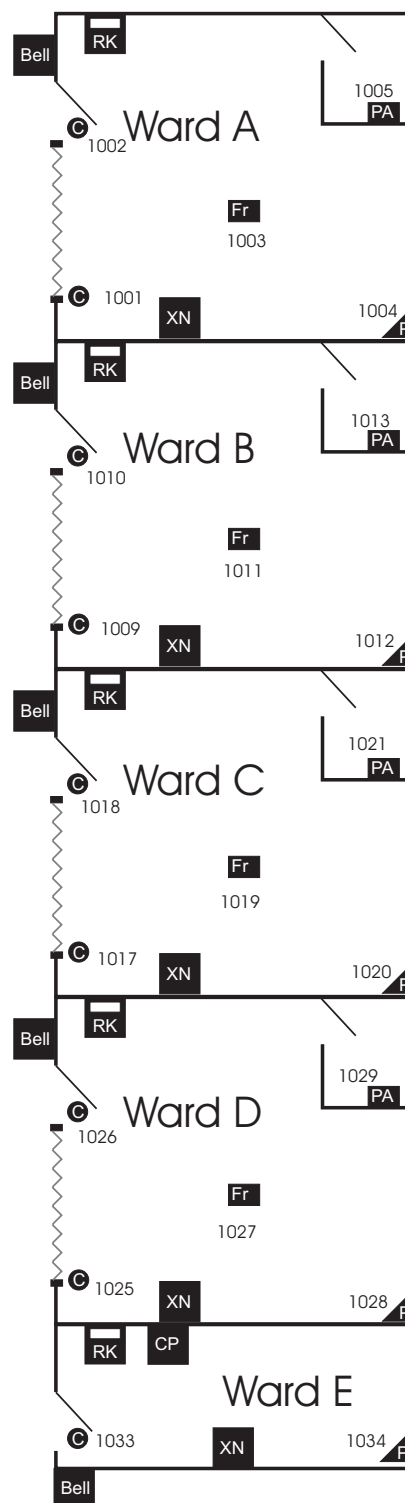 RK
Bell
1005
PA
C
1002
Ward A
Fr
1003
C
1001
XN
1004
RK
Bell
1013
PA
Ward B
C
1010
Fr
1011
C
1009
XN
1012
RK
Bell
1021
PA
Ward C
C
1018
Fr
1019
C
1017
XN
1020
RK
Bell
1029
PA
Ward D
C
1026
Fr
1027
C
1025
XN
1028
RK
CP
Ward E
C
1033
XN
1034
Bell